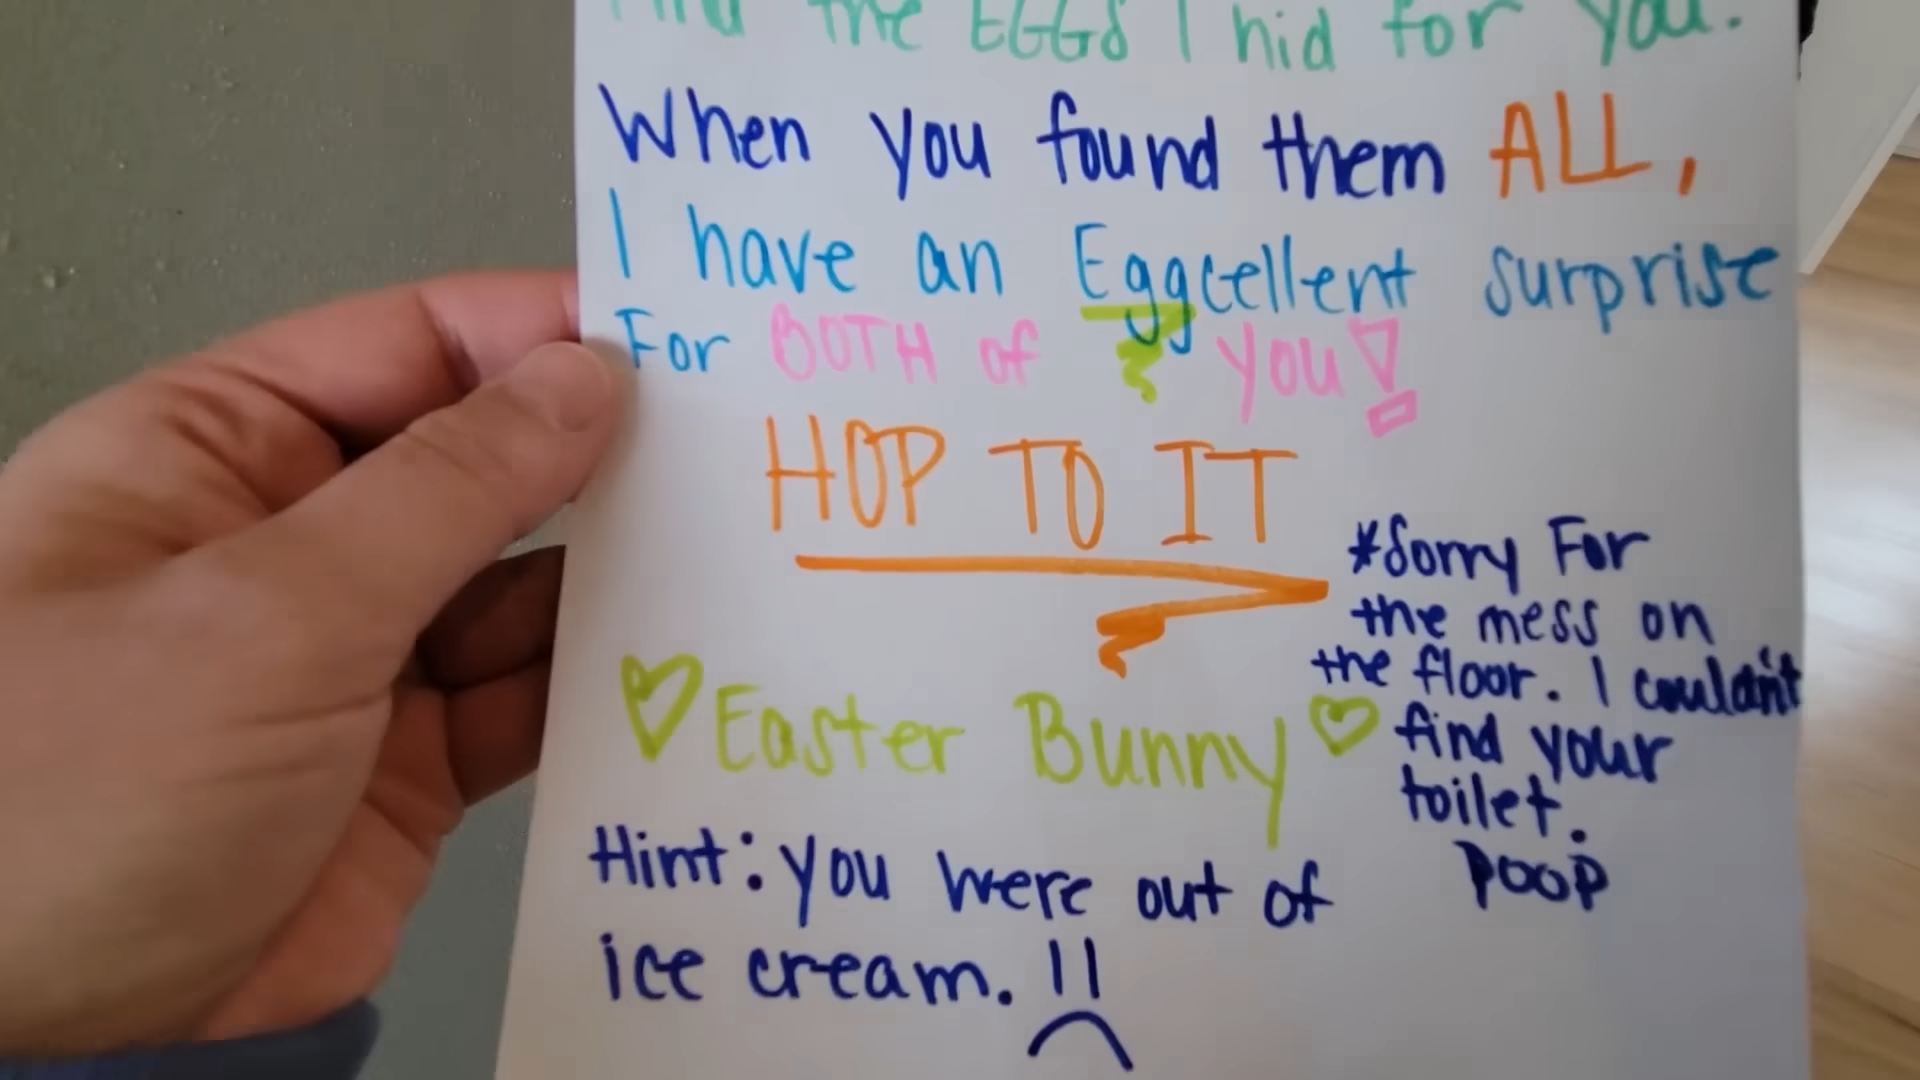 Find the EGGS I hid for you.
When you found them ALL,
I have an Eggcellent surprise
For BOTH of you!
HOP TO IT
*Sorry For
the mess on
the floor. I couldn't
find your
toilet.
poop
♡ Easter Bunny ♡
Hint: you were out of
ice cream.